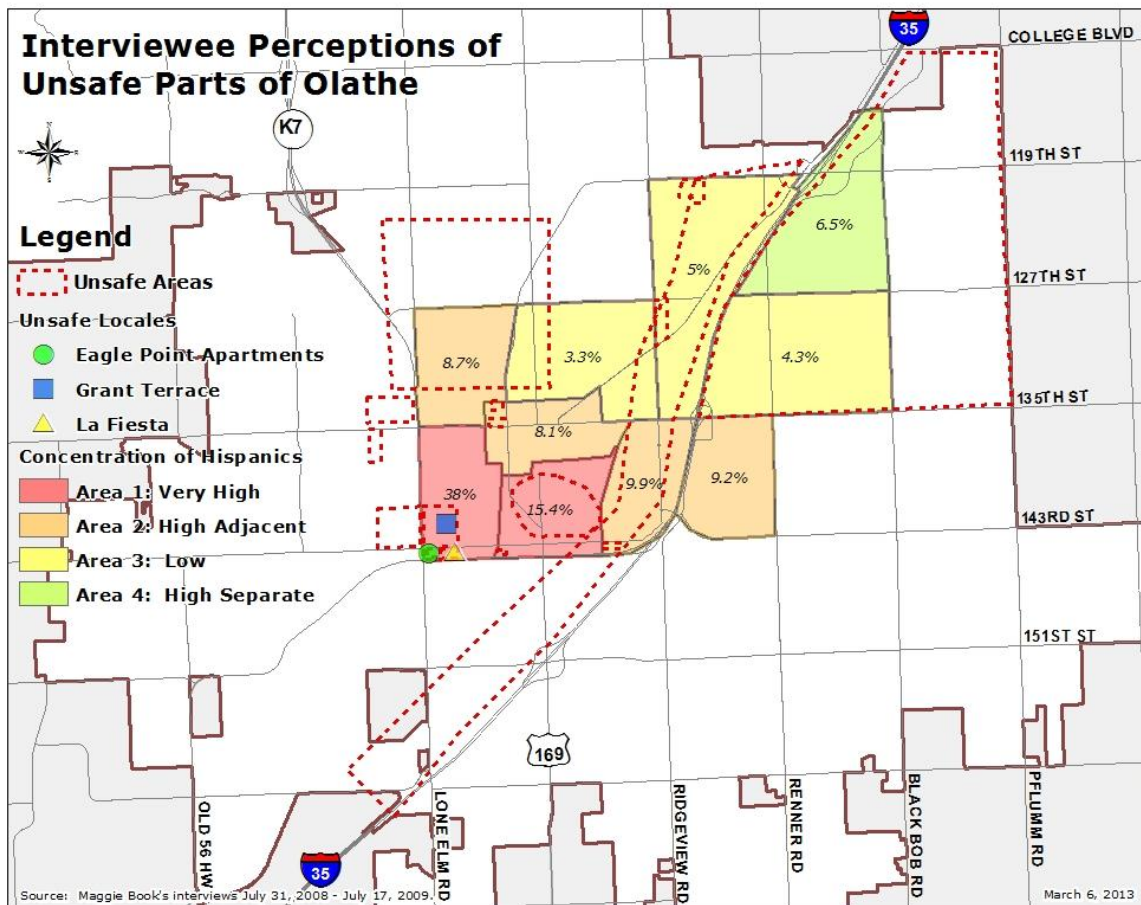 Interviewee Perceptions of
Unsafe Parts of Olathe
35
COLLEGE BLVD
K7
119TH ST
6.5%
Legend
Unsafe Areas
5%
127TH ST
Unsafe Locales
Eagle Point Apartments
8.7%
3.3%
4.3%
Grant Terrace
135TH ST
La Fiesta
8.1%
Concentration of Hispanics
Area 1: Very High
38%
15.4%
9.9%
9.2%
Area 2: High Adjacent
143RD ST
Area 3: Low
Area 4: High Separate
151ST ST
169
OLD 56 HW
LONE ELM RD
RIDGEVIEW RD
RENNER RD
BLACK BOB RD
PFLUMM RD
35
Source: Maggie Book's interviews July 31, 2008 - July 17, 2009.
March 6, 2013